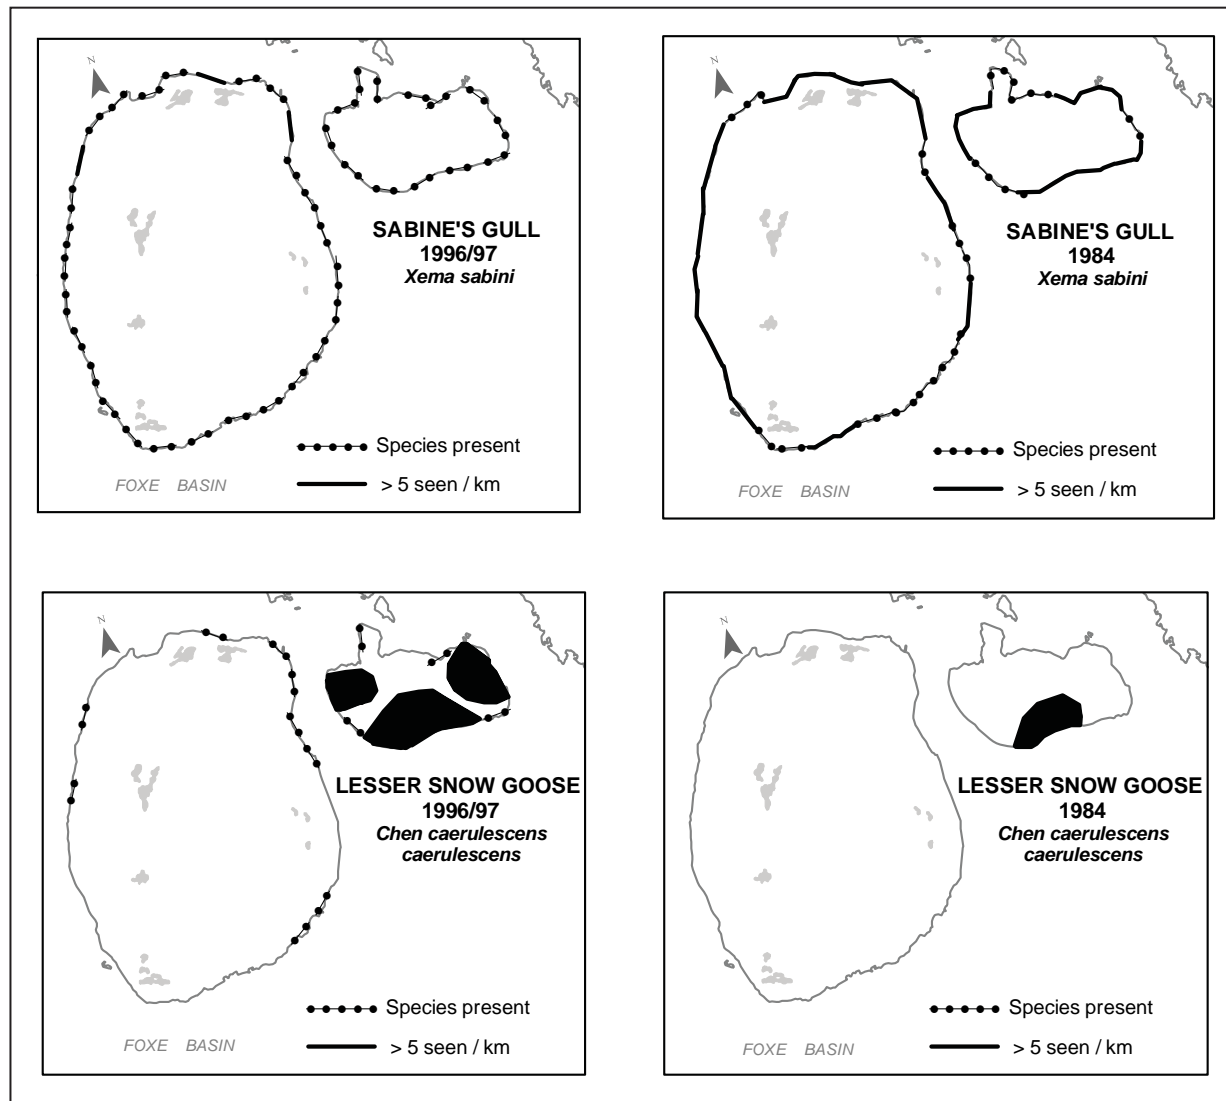 N
SABINE'S GULL
1996/97
Xema sabini
Species present
> 5 seen / km
FOXE BASIN
N
SABINE'S GULL
1984
Xema sabini
Species present
> 5 seen / km
FOXE BASIN
N
LESSER SNOW GOOSE
1996/97
Chen caerulescens
caerulescens
Species present
> 5 seen / km
FOXE BASIN
N
LESSER SNOW GOOSE
1984
Chen caerulescens
caerulescens
Species present
> 5 seen / km
FOXE BASIN